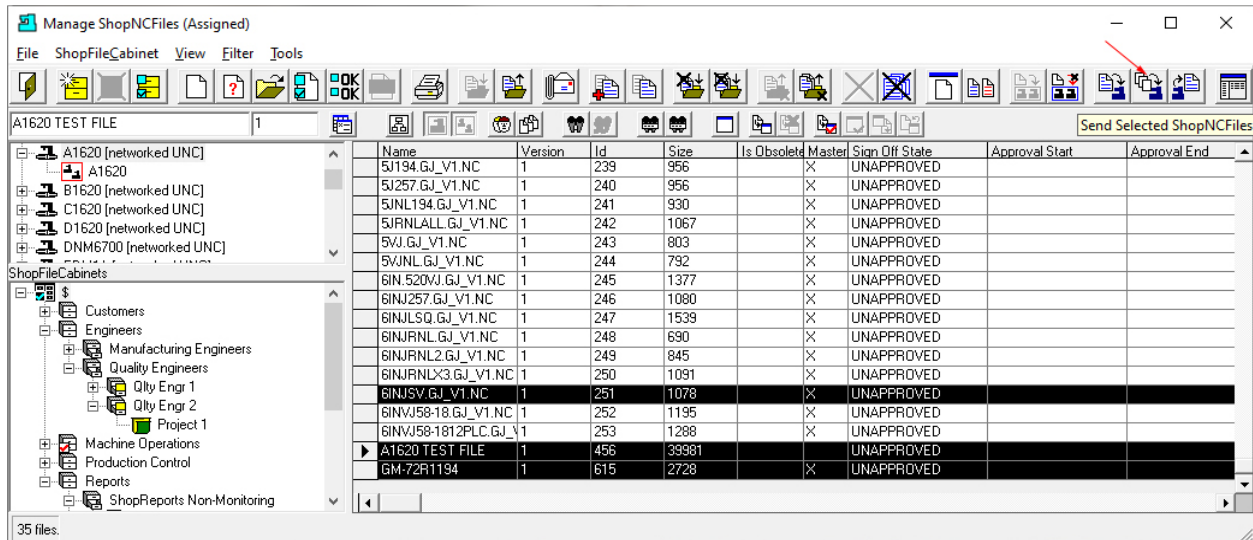 Manage ShopNCFiles (Assigned)
File ShopFileCabinet View Filter Tools
A1620 TEST FILE 1
Send Selected ShopNCFiles
A1620 [networked UNC]
A1620
B1620 [networked UNC]
C1620 [networked UNC]
D1620 [networked UNC]
DNM6700 [networked UNC]
ShopFileCabinets
$
Customers
Engineers
Manufacturing Engineers
Quality Engineers
Qlty Engr 1
Qlty Engr 2
Project 1
Machine Operations
Production Control
Reports
ShopReports Non-Monitoring
Name Version Id Size Is Obsolete Master Sign Off State Approval Start Approval End
5J194.GJ_V1.NC 1 239 956 X UNAPPROVED
5J257.GJ_V1.NC 1 240 956 X UNAPPROVED
5JNL194.GJ_V1.NC 1 241 930 X UNAPPROVED
5JRNLALL.GJ_V1.NC 1 242 1067 X UNAPPROVED
5VJ.GJ_V1.NC 1 243 803 X UNAPPROVED
5VJNL.GJ_V1.NC 1 244 792 X UNAPPROVED
6IN.520VJ.GJ_V1.NC 1 245 1377 X UNAPPROVED
6INJ257.GJ_V1.NC 1 246 1080 X UNAPPROVED
6INJLSQ.GJ_V1.NC 1 247 1539 X UNAPPROVED
6INJRNL.GJ_V1.NC 1 248 690 X UNAPPROVED
6INJRNL2.GJ_V1.NC 1 249 845 X UNAPPROVED
6INJRNLX3.GJ_V1.NC 1 250 1091 X UNAPPROVED
6INJSV.GJ_V1.NC 1 251 1078 X UNAPPROVED
6INVJ58-18.GJ_V1.NC 1 252 1195 X UNAPPROVED
6INVJ58-1812PLC.GJ_V 1 253 1288 X UNAPPROVED
A1620 TEST FILE 1 456 39981 UNAPPROVED
GM-72R1194 1 615 2728 X UNAPPROVED
35 files.